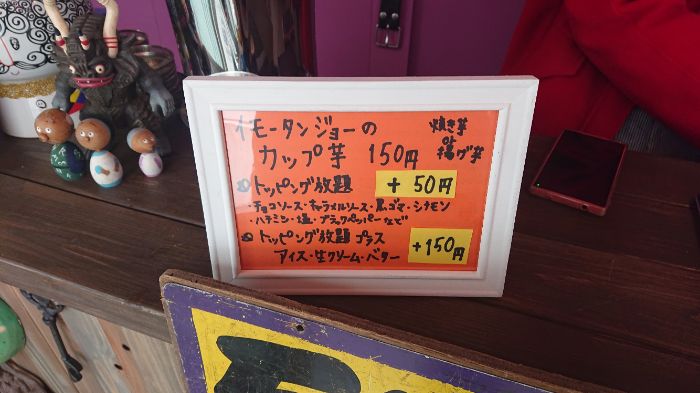 イモータンジョーの
カップ芋 150円
焼き芋
or
揚げ芋
トッピング放題 +50円
・チョコソース・キャラメルソース・黒ゴマ・シナモン
・ハチミツ・塩・ブラックペッパーなど
トッピング放題プラス
アイス・生クリーム・バター +150円